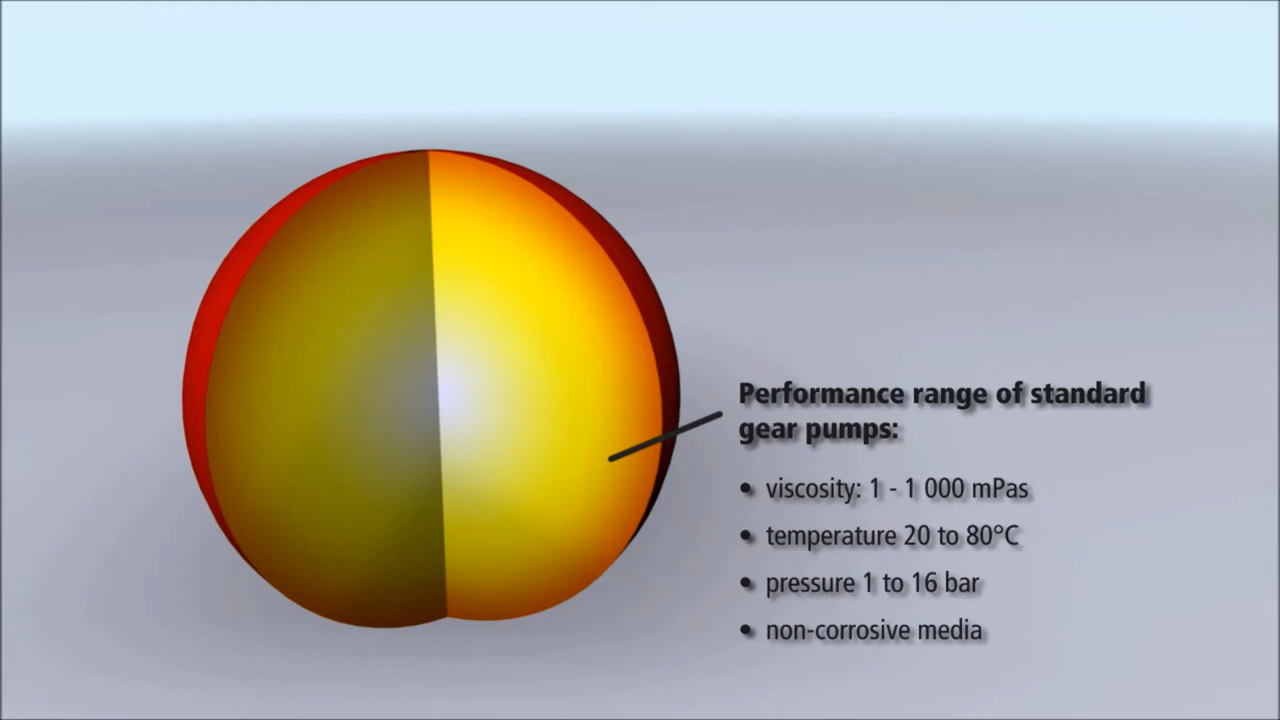 Performance range of standard
gear pumps:
• viscosity: 1 - 1 000 mPas
• temperature 20 to 80°C
• pressure 1 to 16 bar
• non-corrosive media